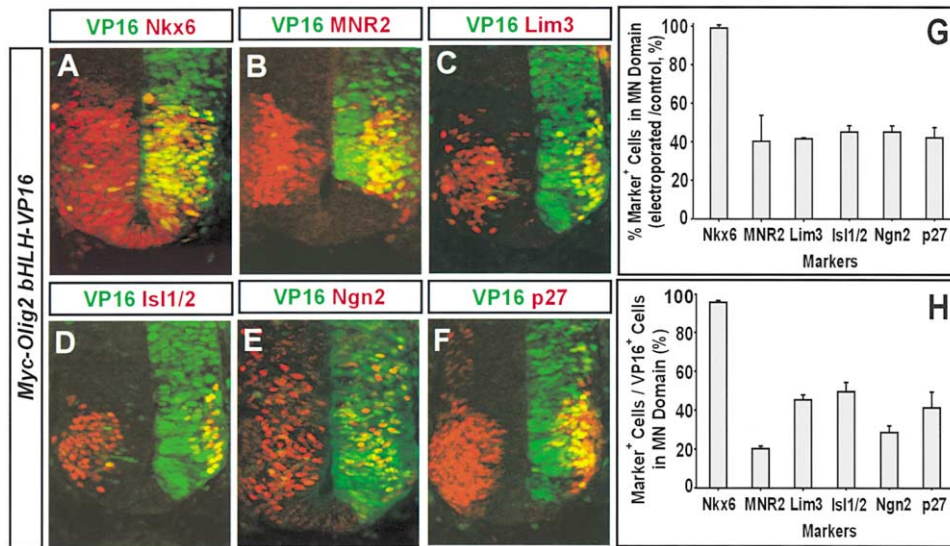 Myc-Olig2 bHLH-VP16
VP16 Nkx6
A
VP16 MNR2
B
VP16 Lim3
C
VP16 Isl1/2
D
VP16 Ngn2
E
VP16 p27
F
G
% Marker+ Cells in MN Domain
(electroporated /control, %)
100
80
60
40
20
0
Nkx6 MNR2 Lim3 Isl1/2 Ngn2 p27
Markers
H
Marker+ Cells / VP16+ Cells
in MN Domain (%)
100
80
60
40
20
0
Nkx6 MNR2 Lim3 Isl1/2 Ngn2 p27
Markers